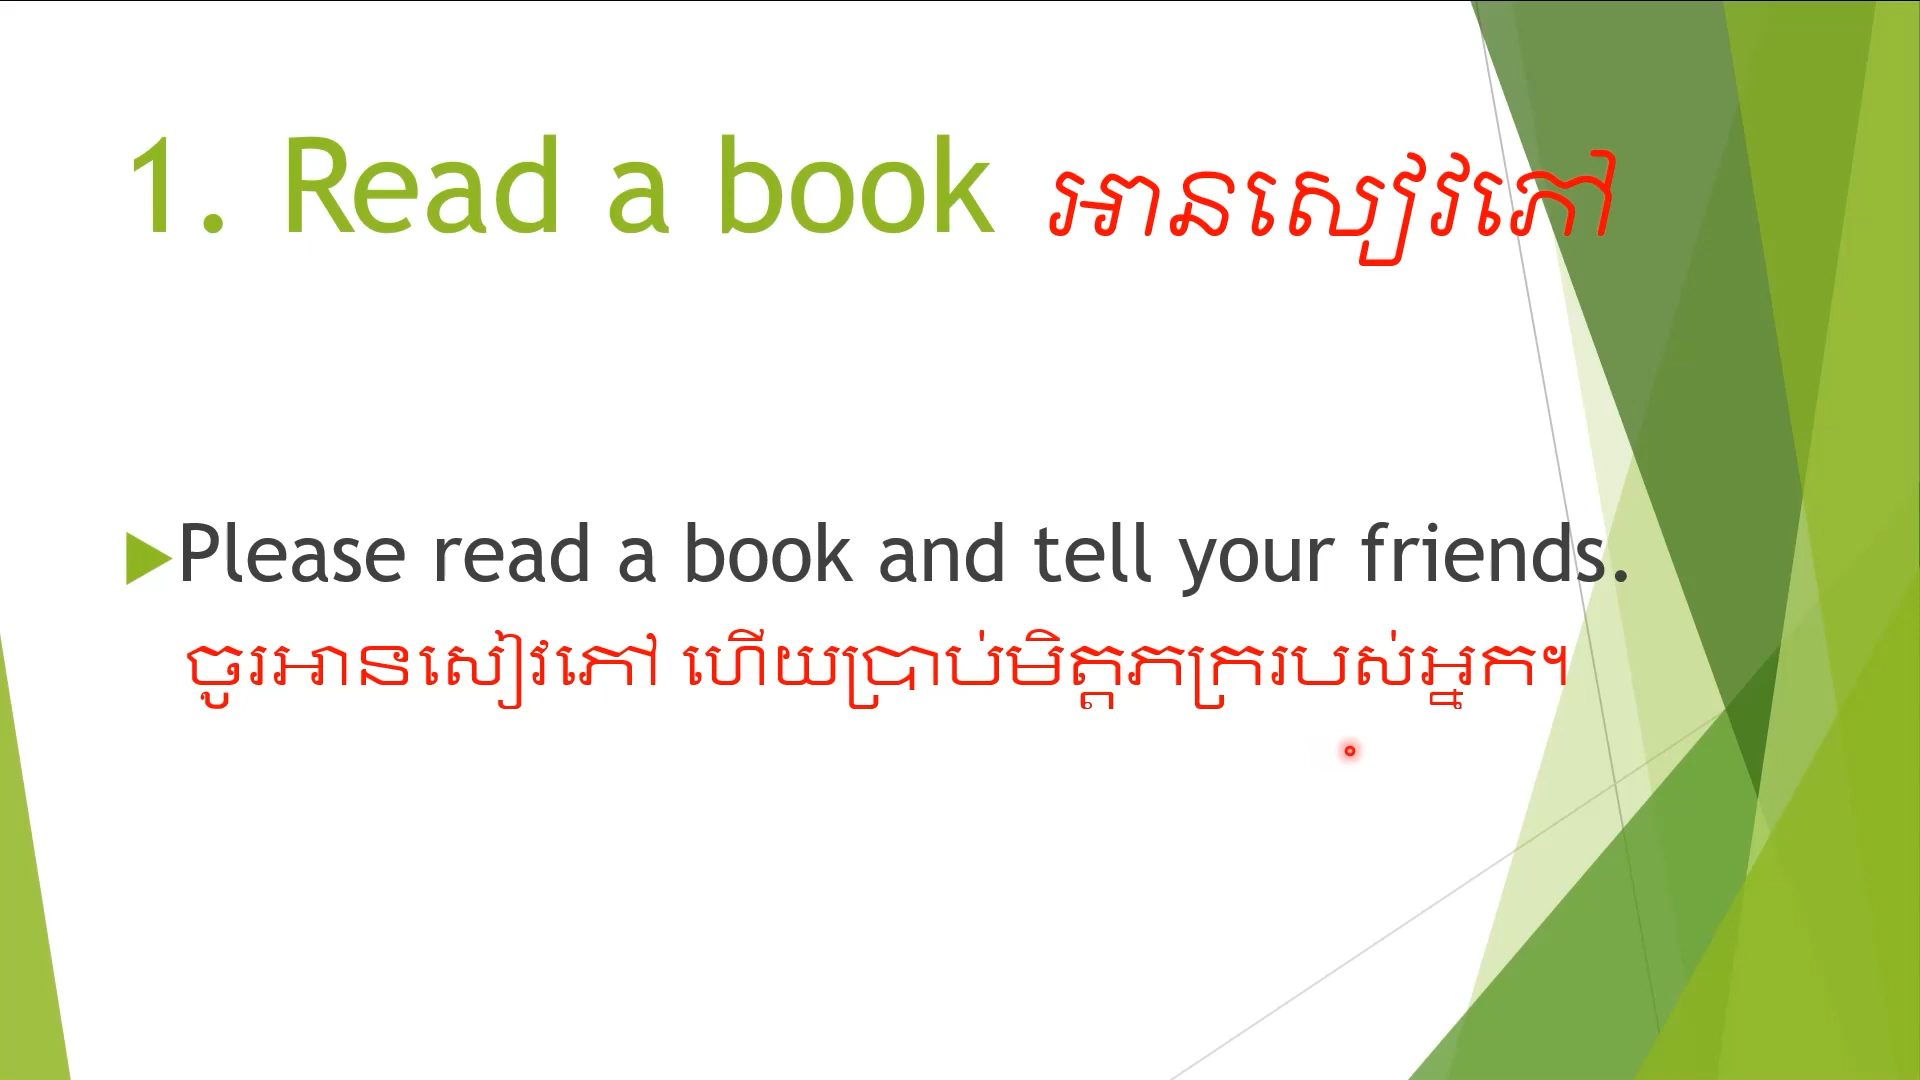 1. Read a book អានសៀវភៅ
Please read a book and tell your friends.
ចូរអានសៀវភៅ ហើយប្រាប់មិត្តភក្ររបស់អ្នក។